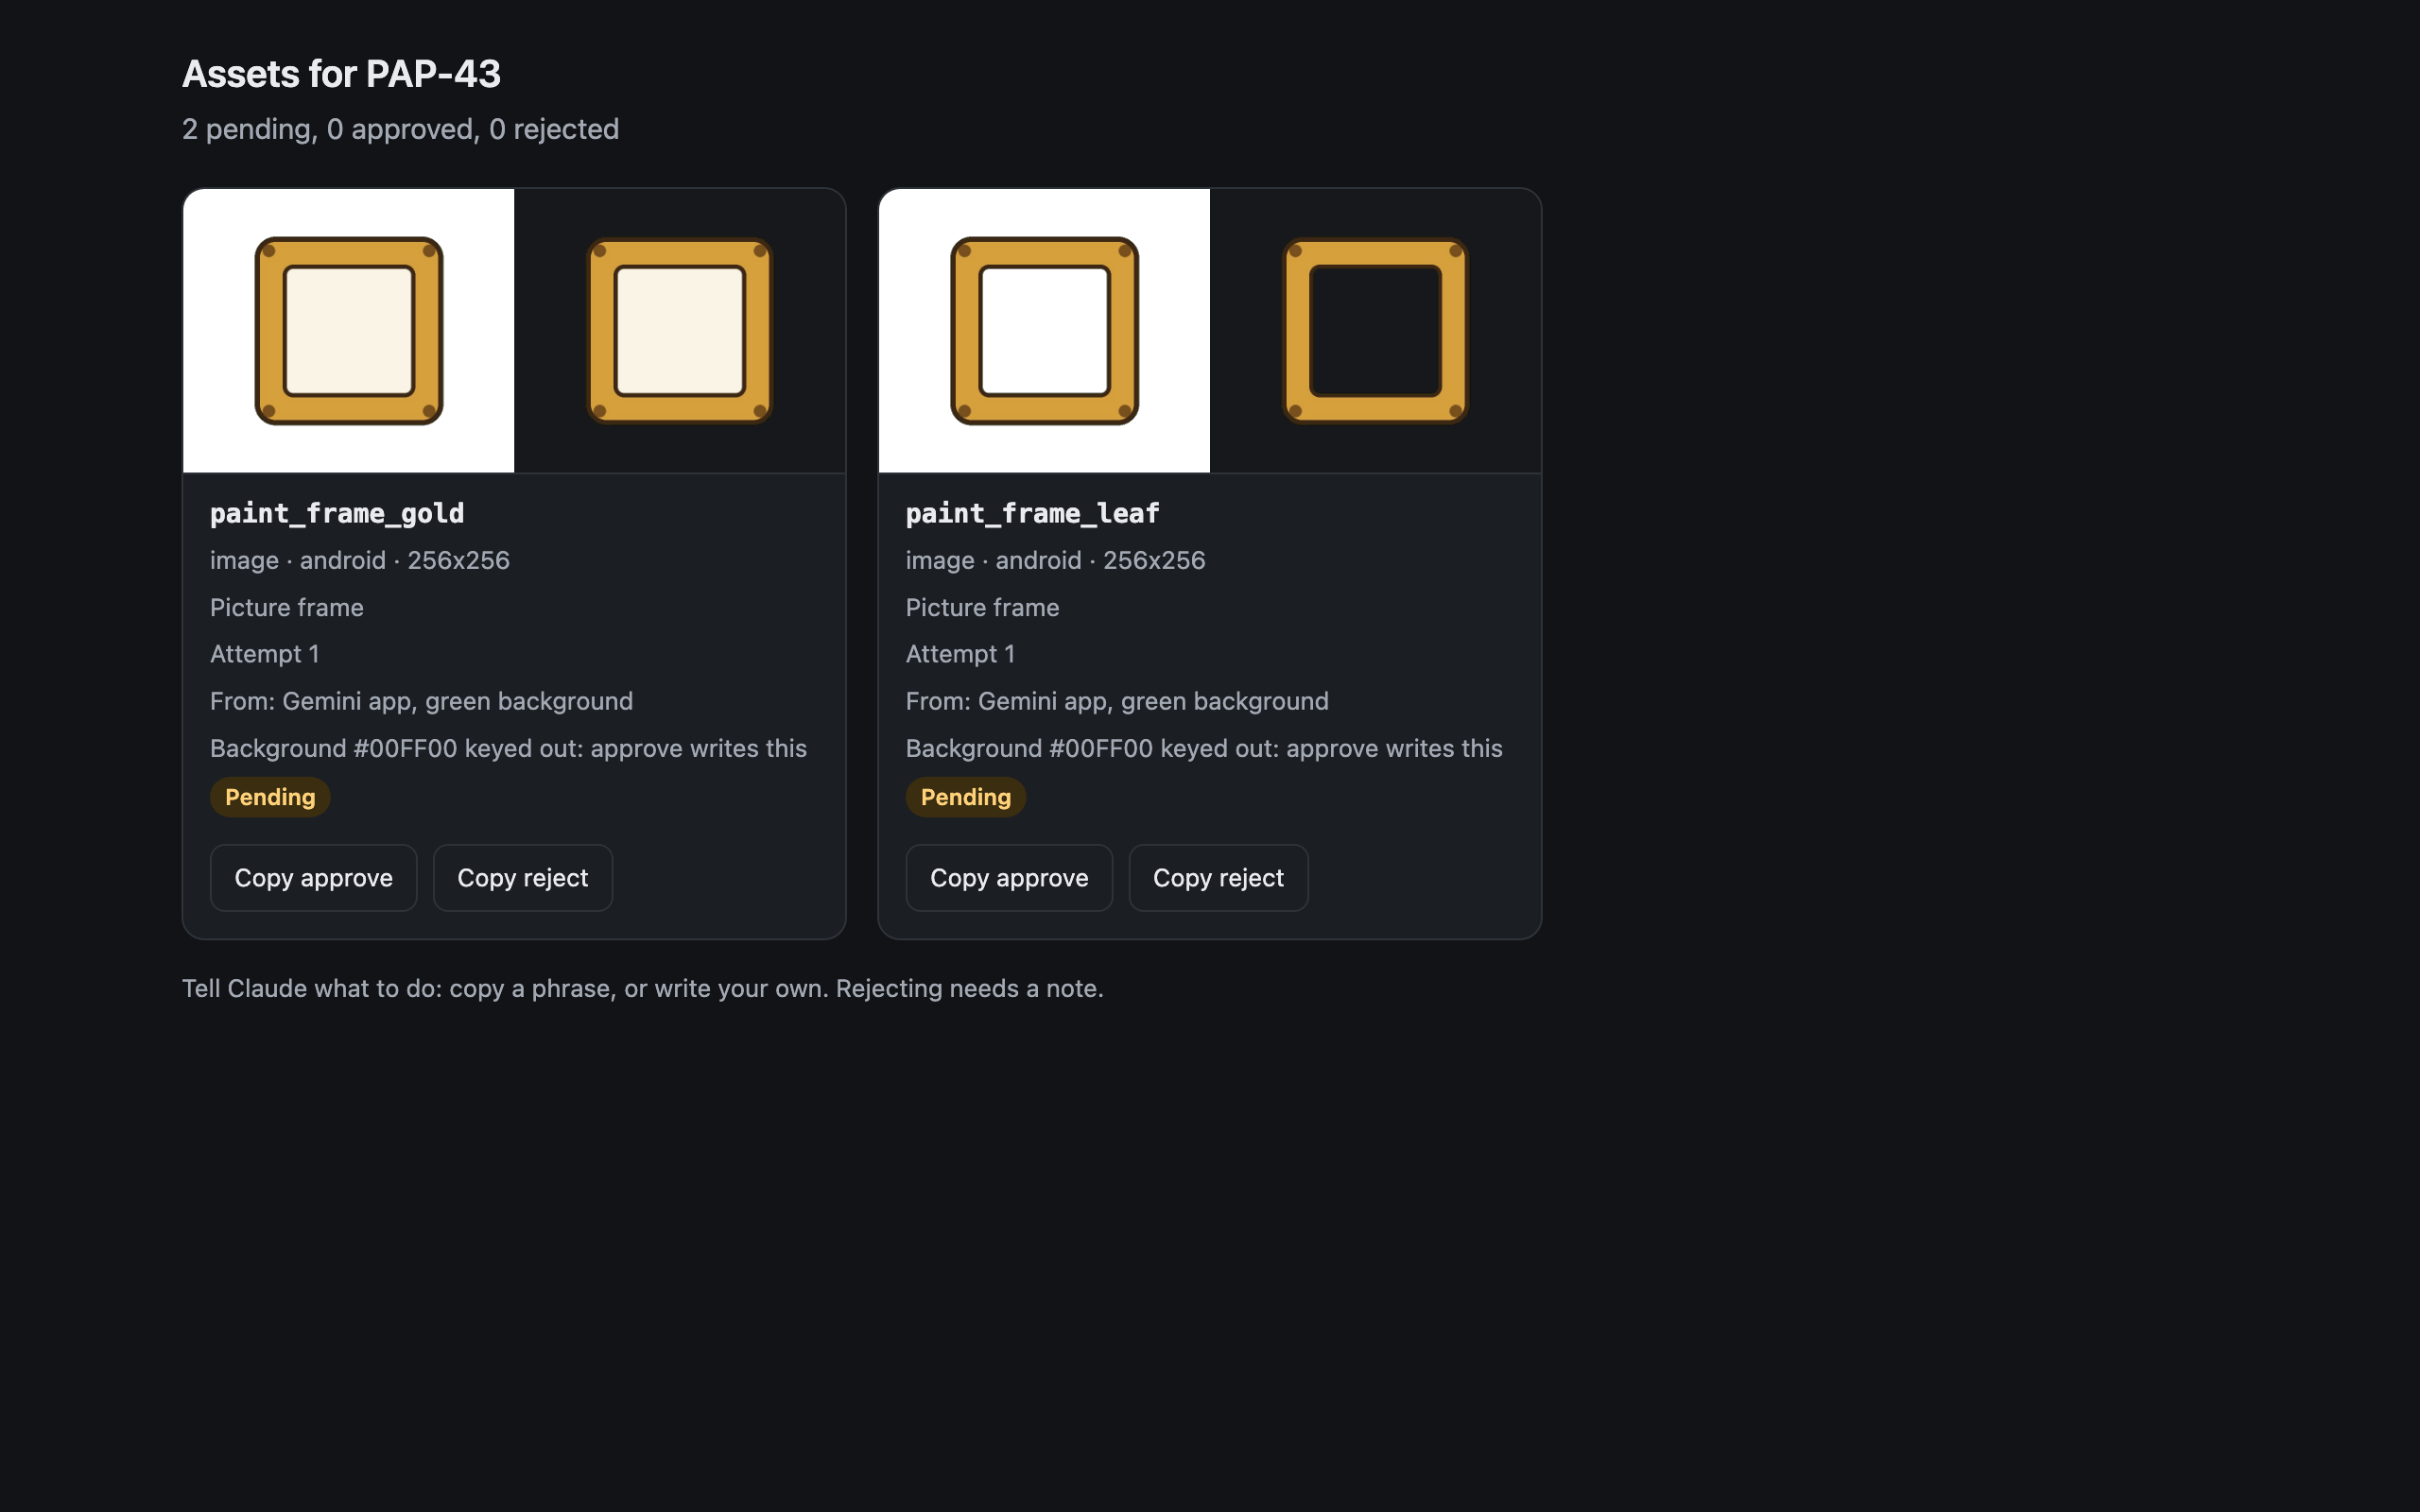 Assets for PAP-43
2 pending, 0 approved, 0 rejected
paint_frame_gold
image · android · 256x256
Picture frame
Attempt 1
From: Gemini app, green background
Background #00FF00 keyed out: approve writes this
Pending
Copy approve
Copy reject
paint_frame_leaf
image · android · 256x256
Picture frame
Attempt 1
From: Gemini app, green background
Background #00FF00 keyed out: approve writes this
Pending
Copy approve
Copy reject
Tell Claude what to do: copy a phrase, or write your own. Rejecting needs a note.